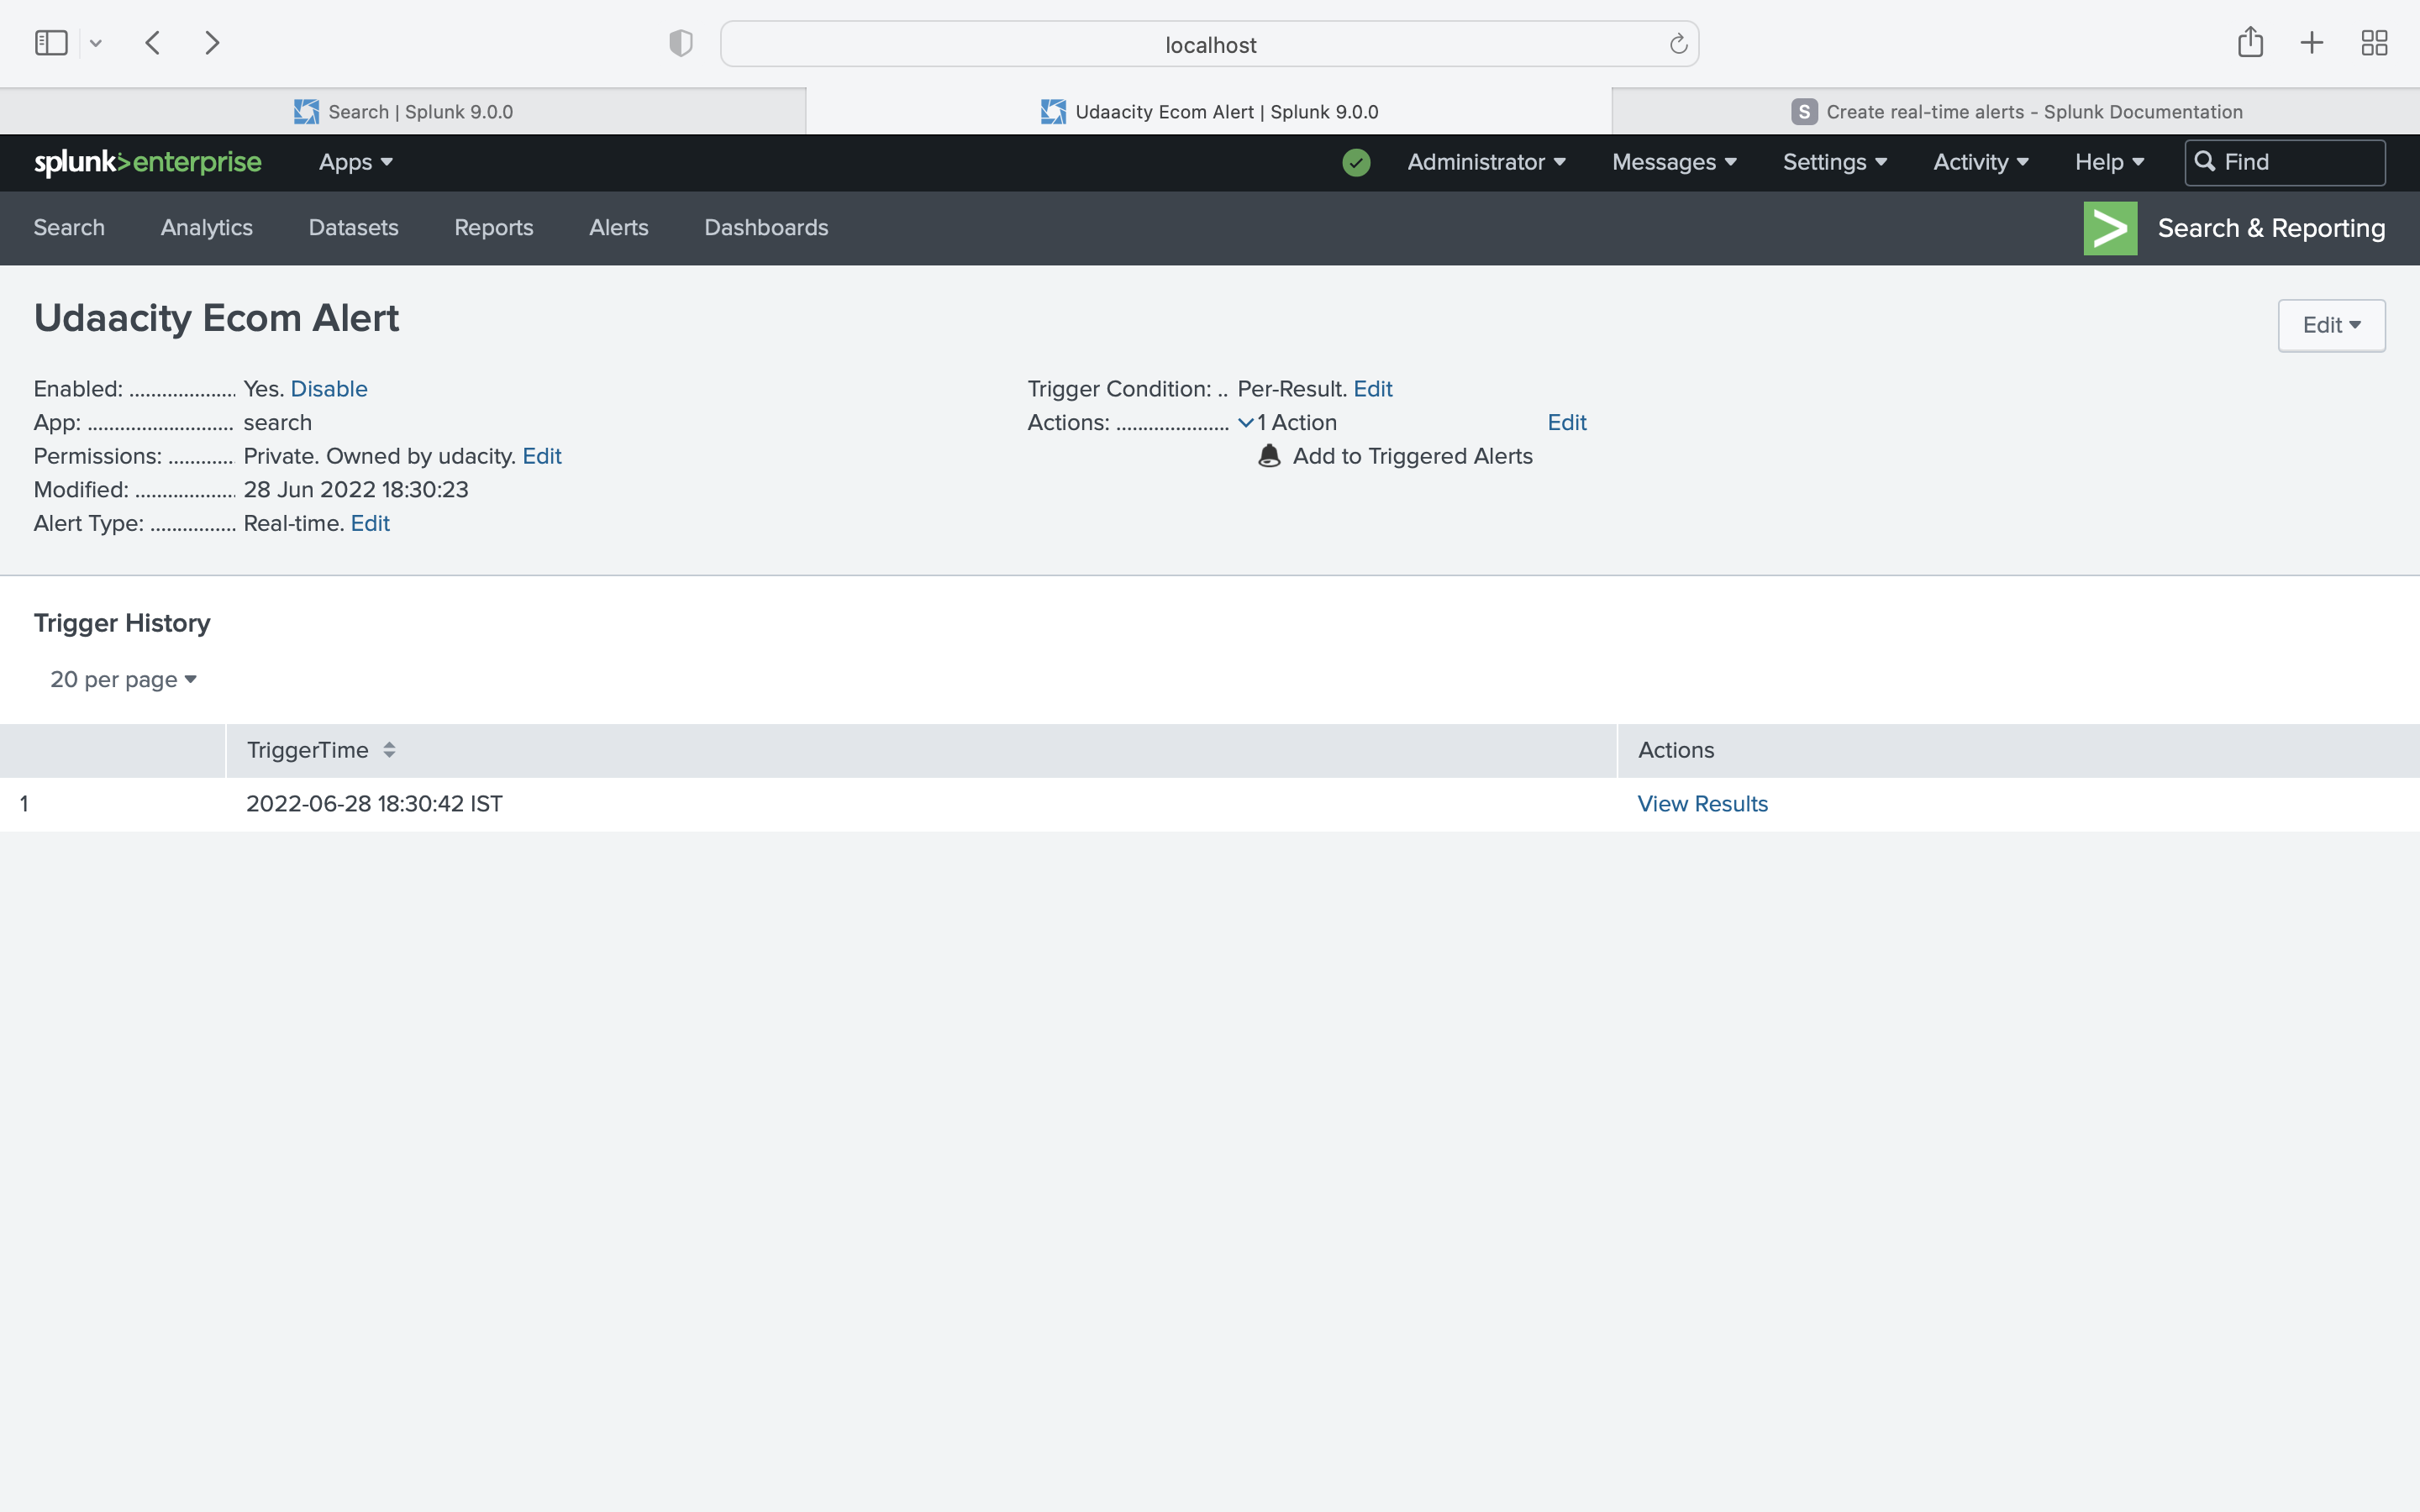 localhost
Search | Splunk 9.0.0
Udaacity Ecom Alert | Splunk 9.0.0
S Create real-time alerts - Splunk Documentation
splunk>enterprise Apps Administrator Messages Settings Activity Help Find
Search Analytics Datasets Reports Alerts Dashboards > Search & Reporting
Udaacity Ecom Alert
Edit
Enabled: ................... Yes. Disable
App: .......................... search
Permissions: ............ Private. Owned by udacity. Edit
Modified: .................. 28 Jun 2022 18:30:23
Alert Type: ................ Real-time. Edit
Trigger Condition: .. Per-Result. Edit
Actions: ..................... 1 Action Edit
Add to Triggered Alerts
Trigger History
20 per page
TriggerTime Actions
1 2022-06-28 18:30:42 IST View Results